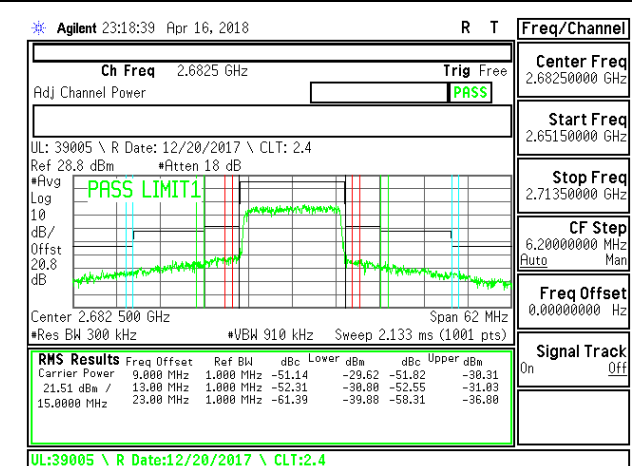 Agilent 23:18:39 Apr 16, 2018 R T
Freq/Channel
Ch Freq 2.6825 GHz Trig Free
Adj Channel Power PASS
UL: 39005 \ R Date: 12/20/2017 \ CLT: 2.4
Ref 28.8 dBm #Atten 18 dB
#Avg
Log
10
dB/
Offst
20.8
dB
PASS LIMIT1
Center 2.682 500 GHz Span 62 MHz
#Res BW 300 kHz #VBW 910 kHz Sweep 2.133 ms (1001 pts)
RMS Results Freq Offset Ref BW dBc Lower dBm dBc Upper dBm
Carrier Power 9.000 MHz 1.000 MHz -51.14 -29.62 -51.82 -30.31
21.51 dBm / 13.00 MHz 1.000 MHz -52.31 -30.80 -52.55 -31.03
15.0000 MHz 23.00 MHz 1.000 MHz -61.39 -39.88 -58.31 -36.80
UL:39005 \ R Date:12/20/2017 \ CLT:2.4
Center Freq
2.68250000 GHz
Start Freq
2.65150000 GHz
Stop Freq
2.71350000 GHz
CF Step
6.20000000 MHz
Auto Man
Freq Offset
0.00000000 Hz
Signal Track
On Off